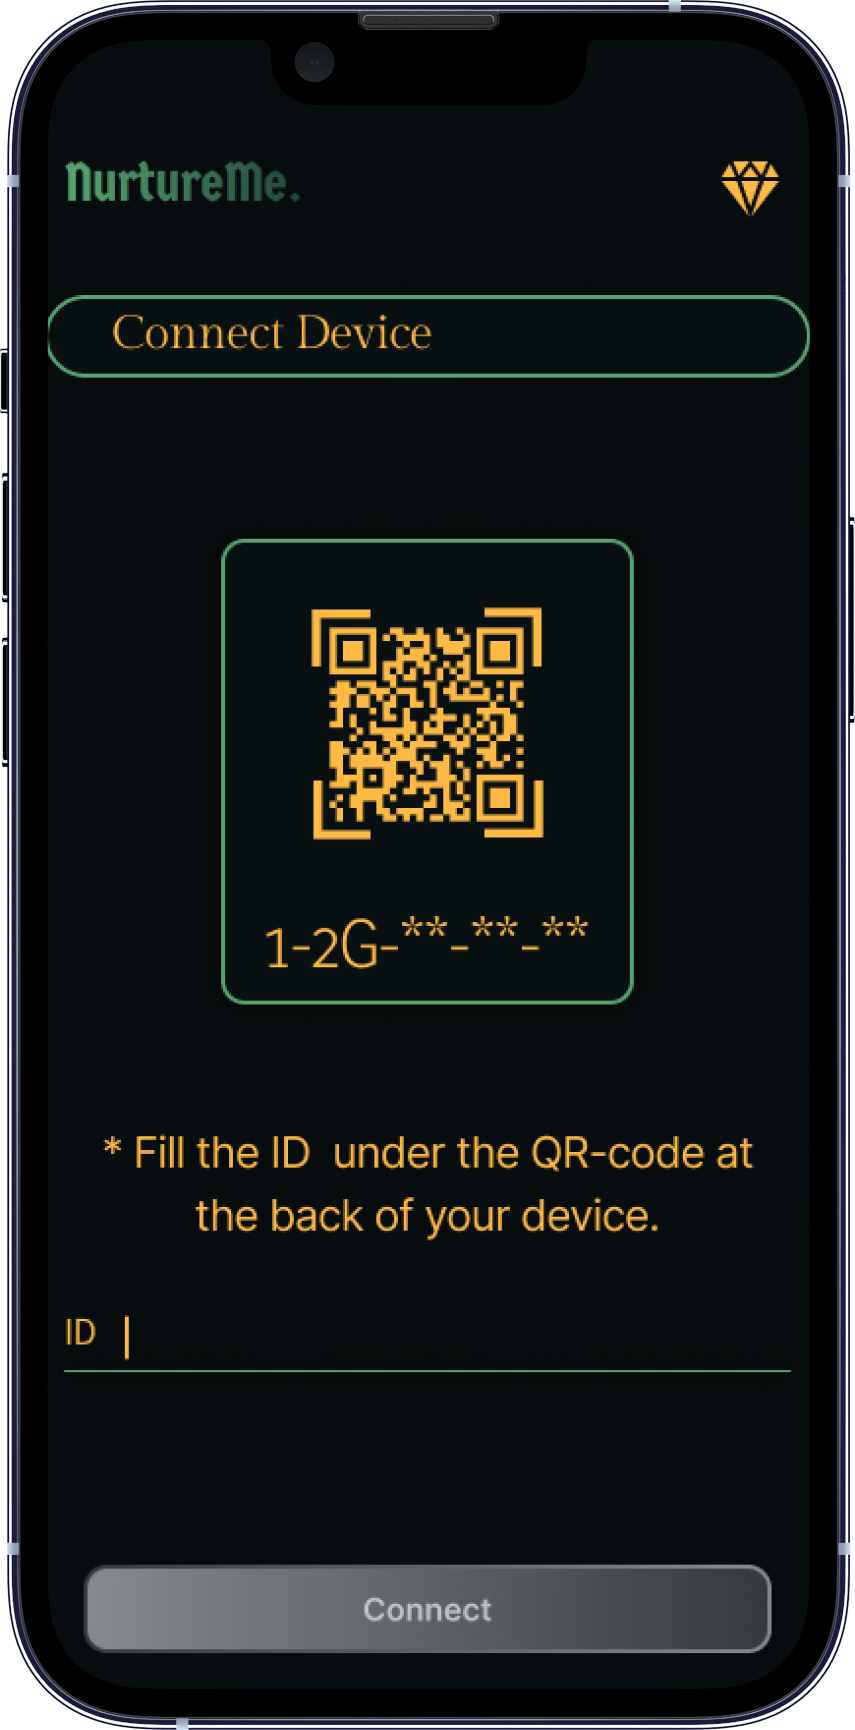 NurtureMe.
Connect Device
1-2G-**-**-**
* Fill the ID under the QR-code at
the back of your device.
ID
Connect